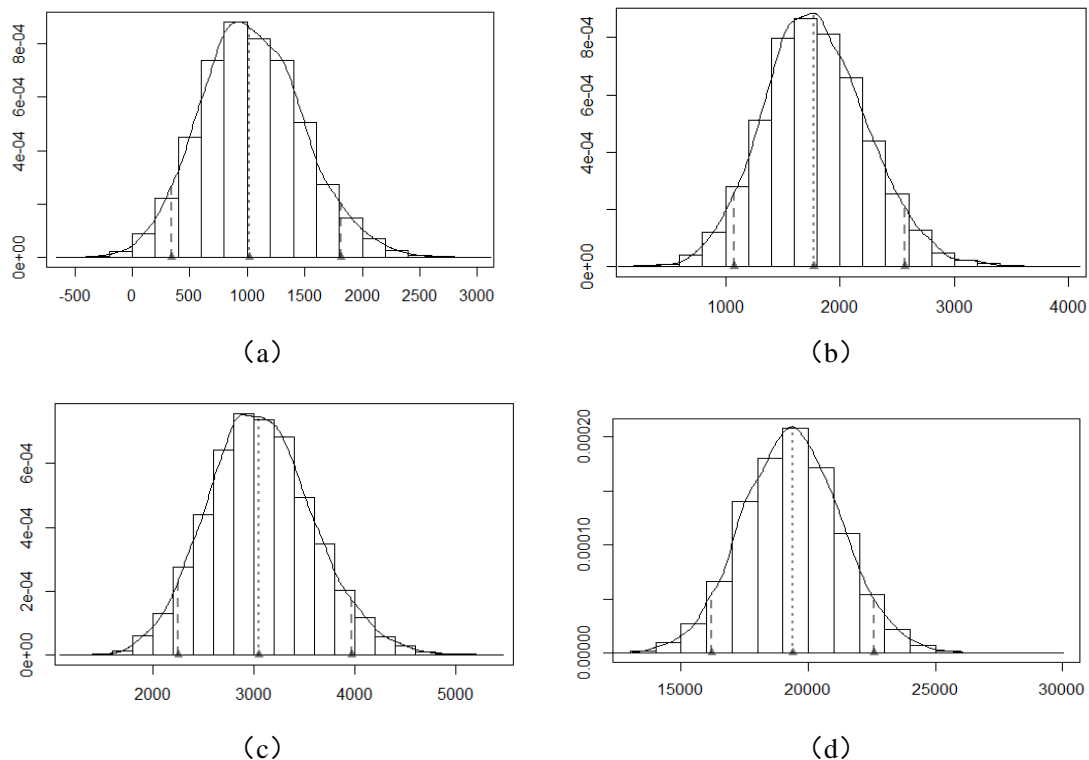 0e+00 4e-04 6e-04 8e-04
-500 0 500 1000 1500 2000 2500 3000
（a）
0e+00 2e-04 4e-04 6e-04 8e-04
1000 2000 3000 4000
（b）
0e+00 2e-04 4e-04 6e-04
2000 3000 4000 5000
（c）
0.00000 0.00010 0.00020
15000 20000 25000 30000
（d）